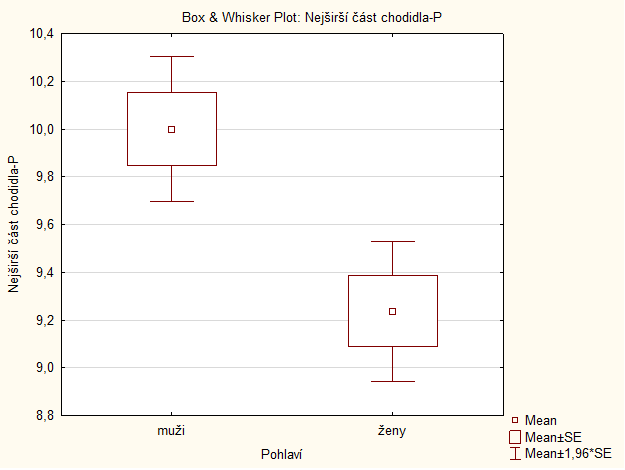 Box & Whisker Plot: Nejširší část chodidla-P
10,4
10,2
10,0
9,8
9,6
9,4
9,2
9,0
8,8
Nejširší část chodidla-P
muži
ženy
Pohlaví
Mean
Mean±SE
Mean±1,96*SE